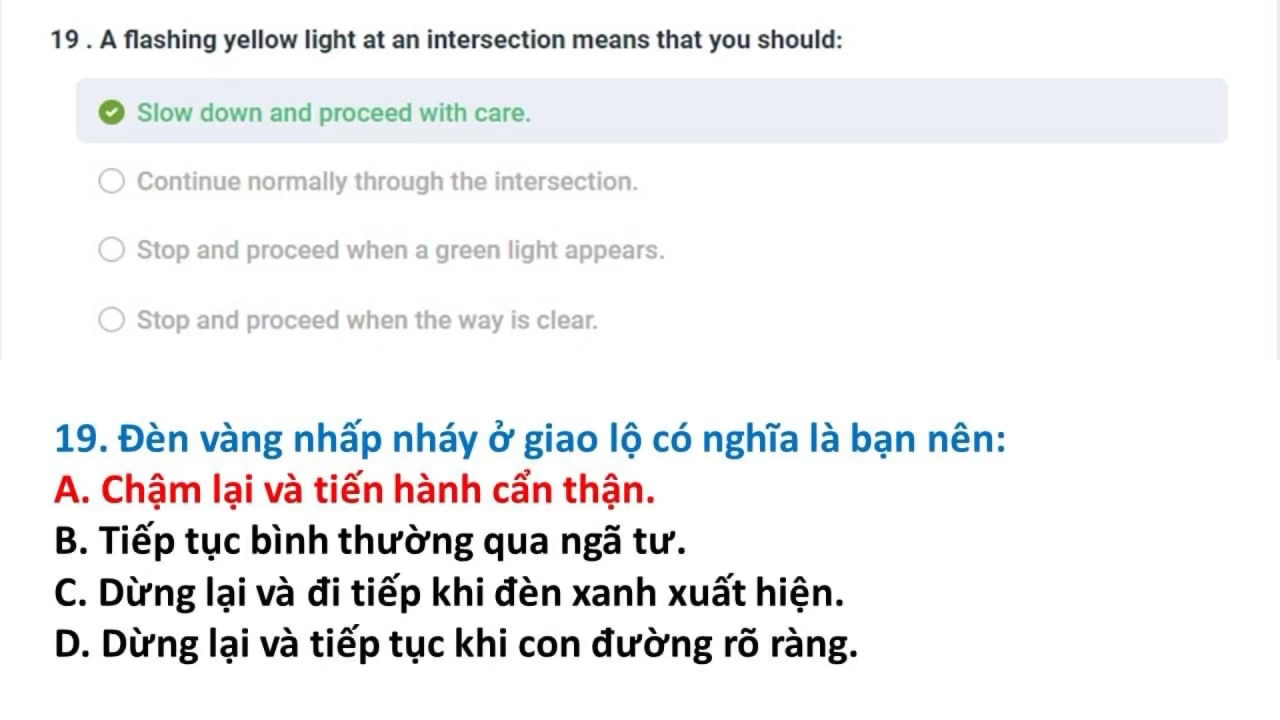 19 . A flashing yellow light at an intersection means that you should:
Slow down and proceed with care.
Continue normally through the intersection.
Stop and proceed when a green light appears.
Stop and proceed when the way is clear.
19. Đèn vàng nhấp nháy ở giao lộ có nghĩa là bạn nên:
A. Chậm lại và tiến hành cẩn thận.
B. Tiếp tục bình thường qua ngã tư.
C. Dừng lại và đi tiếp khi đèn xanh xuất hiện.
D. Dừng lại và tiếp tục khi con đường rõ ràng.